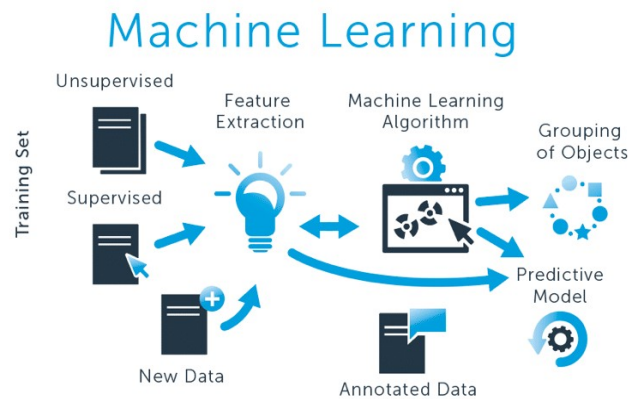 Machine Learning
Unsupervised
Feature
Extraction
Machine Learning
Algorithm
Grouping
of Objects
Training Set
Supervised
Predictive
Model
New Data
Annotated Data